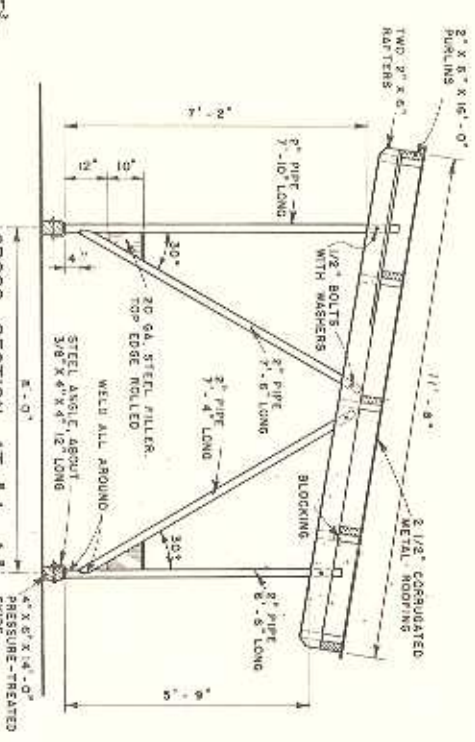 2" X 6" X 16'-0"
PURLINS
TWO 2" X 6"
RAFTERS
11'-8"
2 1/2" CORRUGATED
METAL ROOFING
7'-2"
2" PIPE
7'-10" LONG
1/2" BOLTS
WITH WASHERS
BLOCKING
12"
10"
30°
4"
2" PIPE
7'-6" LONG
2" PIPE
7'-4" LONG
30°
2" PIPE
6'-6" LONG
20 GA. STEEL FILLER.
TOP EDGE ROLLED
WELD ALL AROUND
STEEL ANGLE ABOUT
3/8" X 4" X 4" 12" LONG
5'-9"
8'-0"
4" X 6" X 14'-0"
PRESSURE-TREATED
CROSS SECTION AT